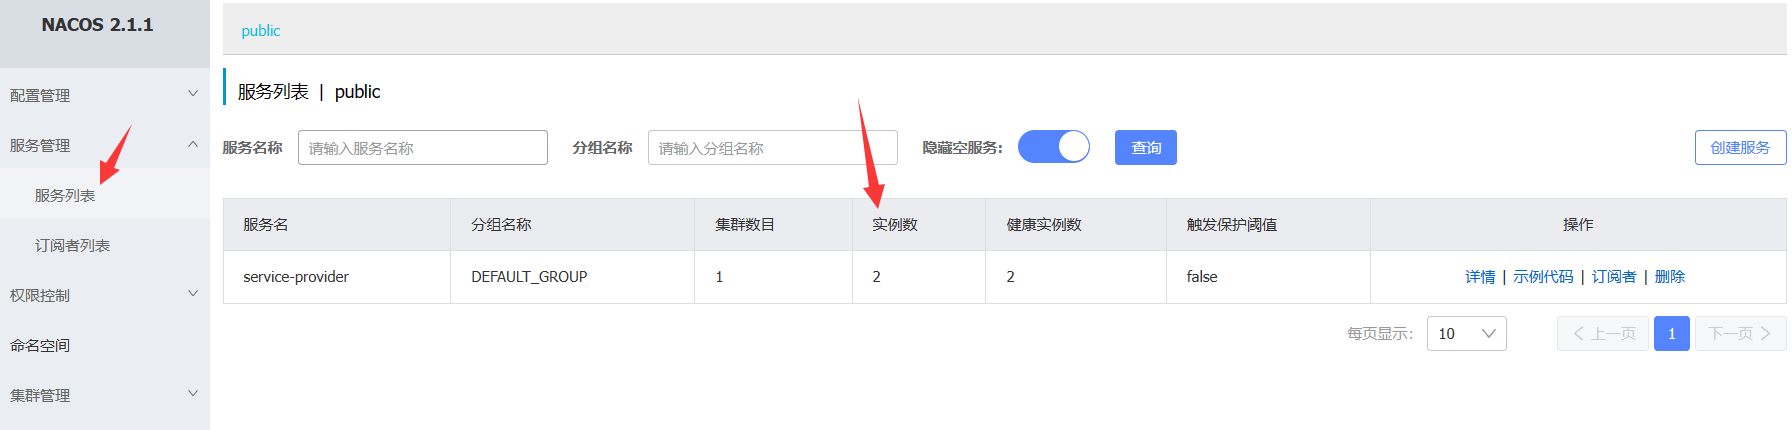 NACOS 2.1.1
public
配置管理
服务管理
服务列表
订阅者列表
权限控制
命名空间
集群管理
服务列表 | public
服务名称 请输入服务名称 分组名称 请输入分组名称 隐藏空服务: 查询 创建服务
服务名 分组名称 集群数目 实例数 健康实例数 触发保护阈值 操作
service-provider DEFAULT_GROUP 1 2 2 false 详情 | 示例代码 | 订阅者 | 删除
每页显示: 10 上一页 1 下一页